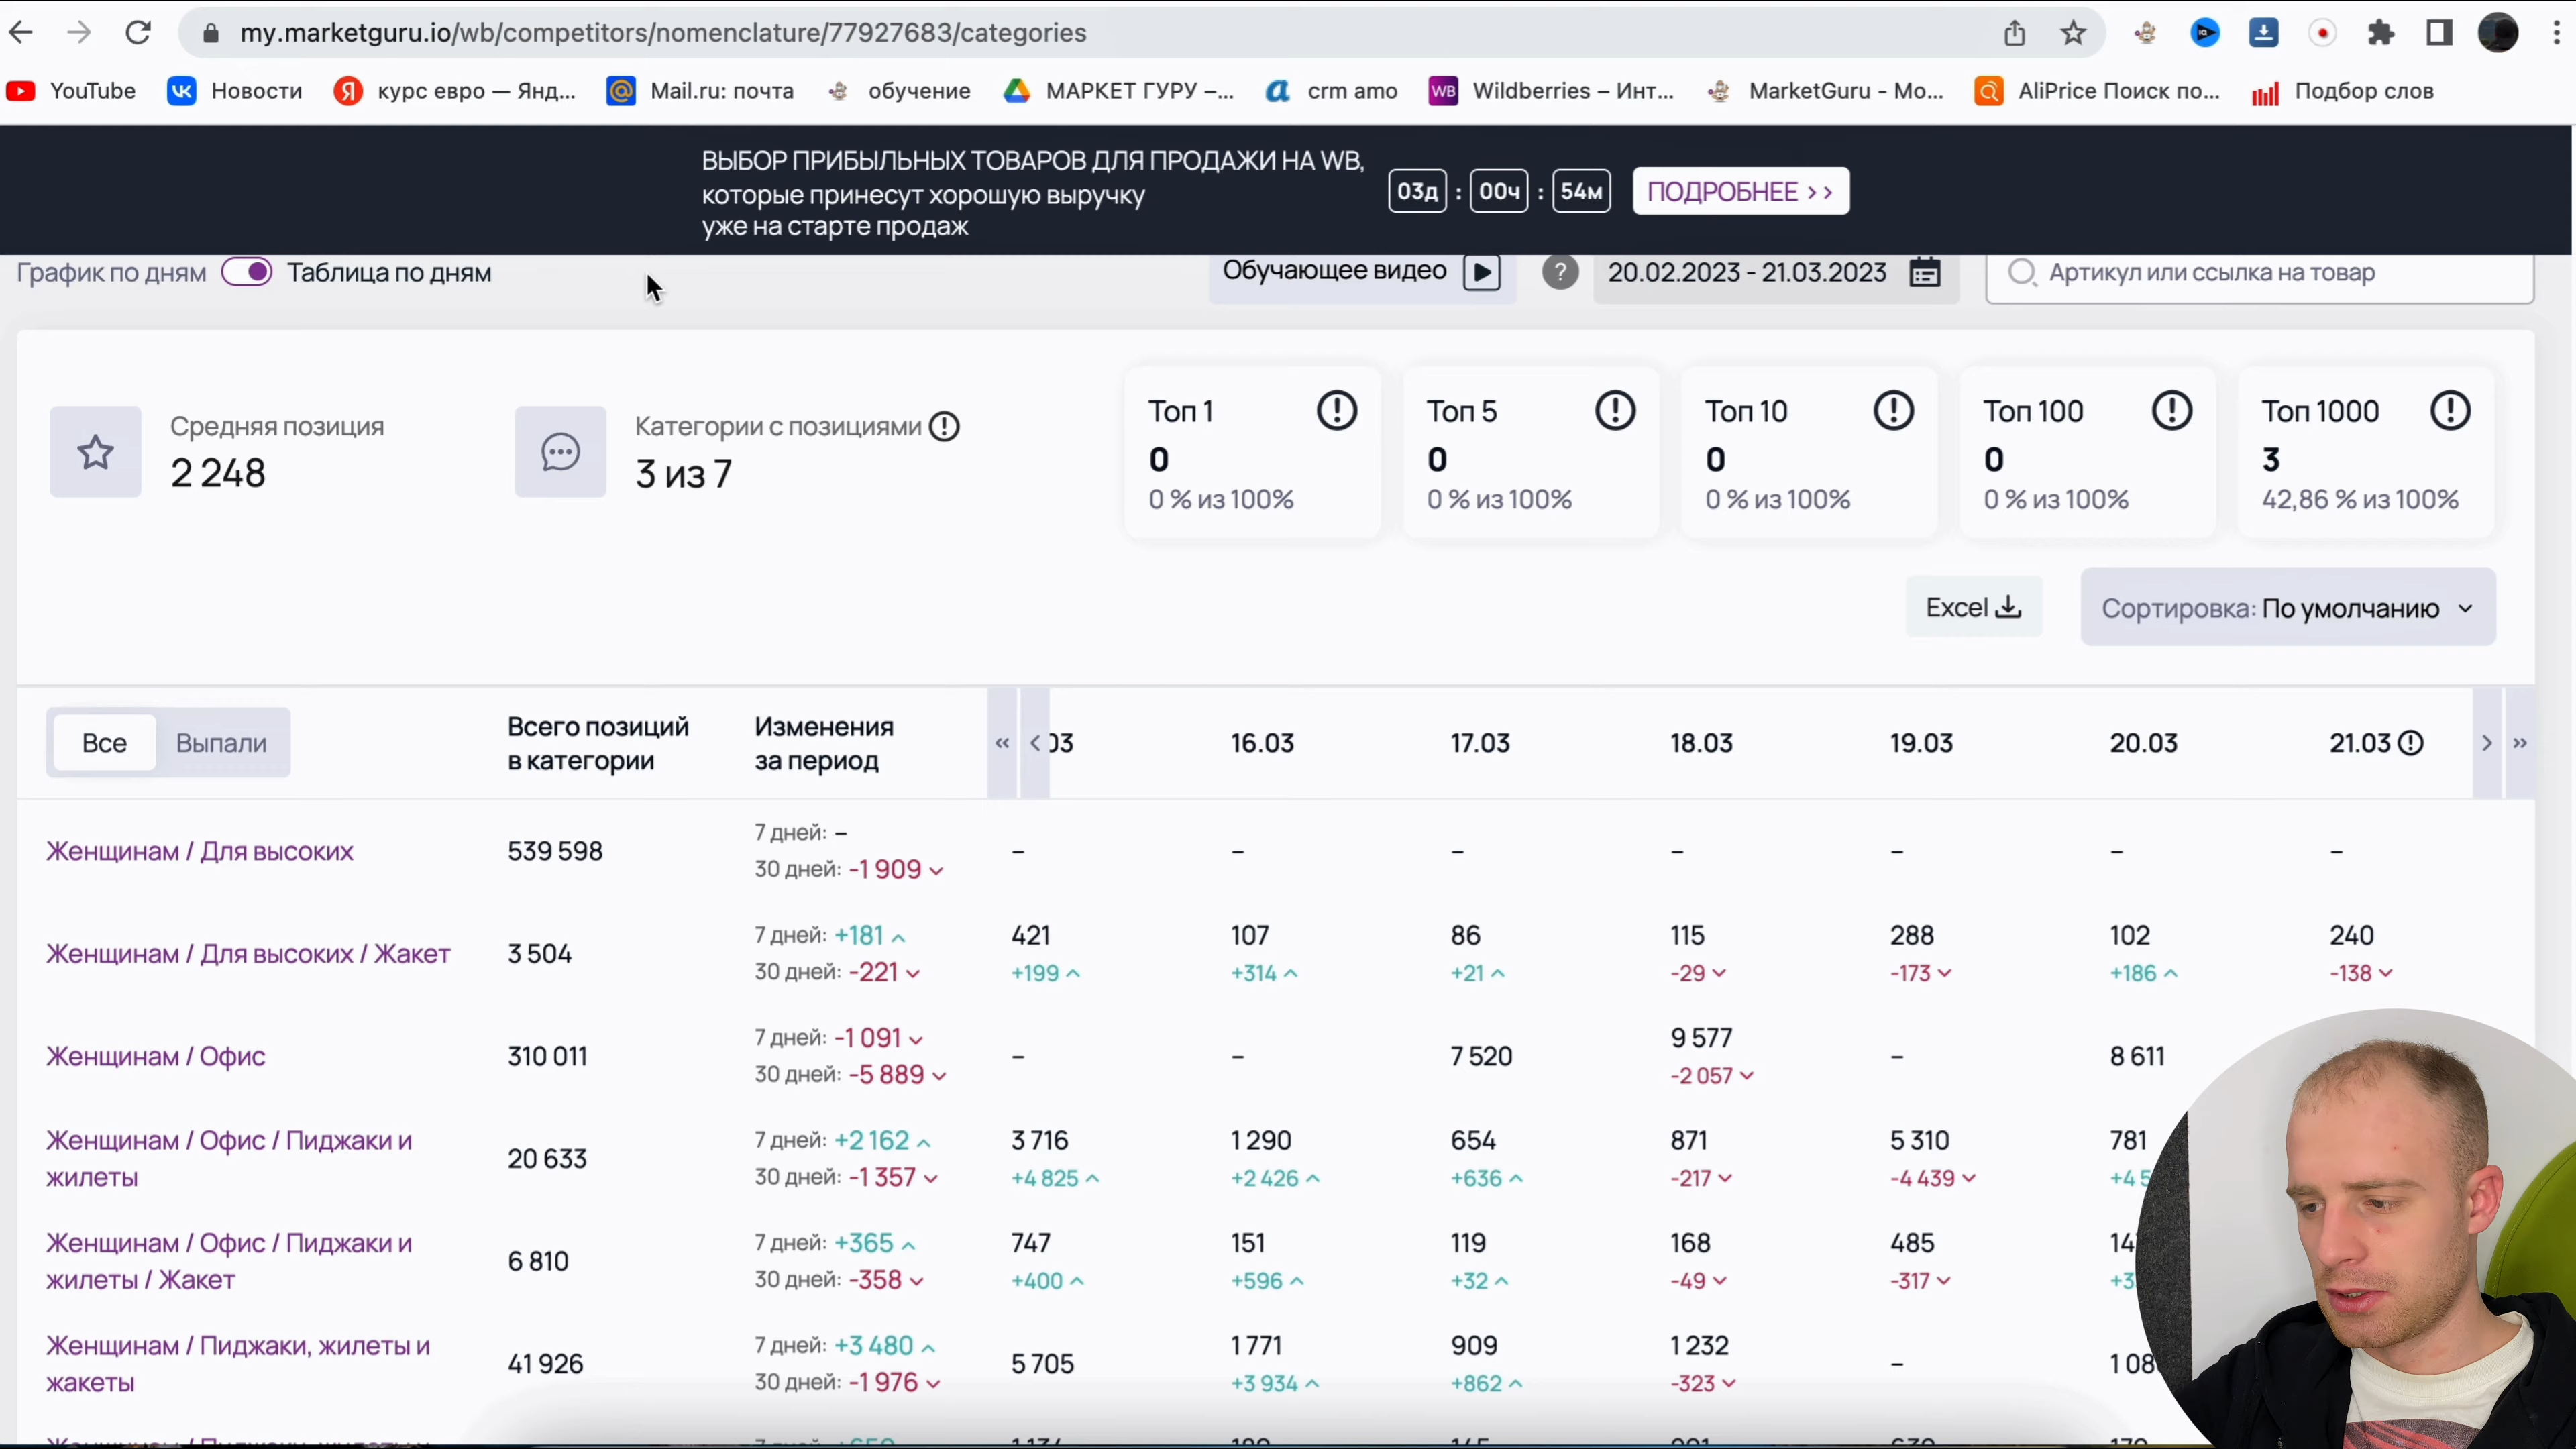 my.marketguru.io/wb/competitors/nomenclature/77927683/categories
YouTube Новости курс евро — Янд... Mail.ru: почта обучение МАРКЕТ ГУРУ –... crm amo Wildberries – Инт... MarketGuru - Мо... AliPrice Поиск по... Подбор слов
ВЫБОР ПРИБЫЛЬНЫХ ТОВАРОВ ДЛЯ ПРОДАЖИ НА WB,
которые принесут хорошую выручку
уже на старте продаж
03д : 00ч : 54м ПОДРОБНЕЕ >>
График по дням Таблица по дням Обучающее видео ? 20.02.2023 - 21.03.2023 Артикул или ссылка на товар
Средняя позиция
2 248
Категории с позициями
3 из 7
Топ 1
0
0 % из 100%
Топ 5
0
0 % из 100%
Топ 10
0
0 % из 100%
Топ 100
0
0 % из 100%
Топ 1000
3
42,86 % из 100%
Excel Сортировка: По умолчанию
Все Выпали
Всего позиций
в категории
Изменения
за период
« < 03 16.03 17.03 18.03 19.03 20.03 21.03 > »
Женщинам / Для высоких 539 598
7 дней: –
30 дней: -1 909
– – – – – – –
Женщинам / Для высоких / Жакет 3 504
7 дней: +181
30 дней: -221
421 107 86 115 288 102 240
+199 +314 +21 -29 -173 +186 -138
Женщинам / Офис 310 011
7 дней: -1 091
30 дней: -5 889
– – 7 520 9 577 – 8 611
-2 057
Женщинам / Офис / Пиджаки и
жилеты
20 633
7 дней: +2 162
30 дней: -1 357
3 716 1 290 654 871 5 310 781
+4 825 +2 426 +636 -217 -4 439 +4 5
Женщинам / Офис / Пиджаки и
жилеты / Жакет
6 810
7 дней: +365
30 дней: -358
747 151 119 168 485 14
+400 +596 +32 -49 -317 +3
Женщинам / Пиджаки, жилеты и
жакеты
41 926
7 дней: +3 480
30 дней: -1 976
5 705 1 771 909 1 232 – 1 08
+3 934 +862 -323